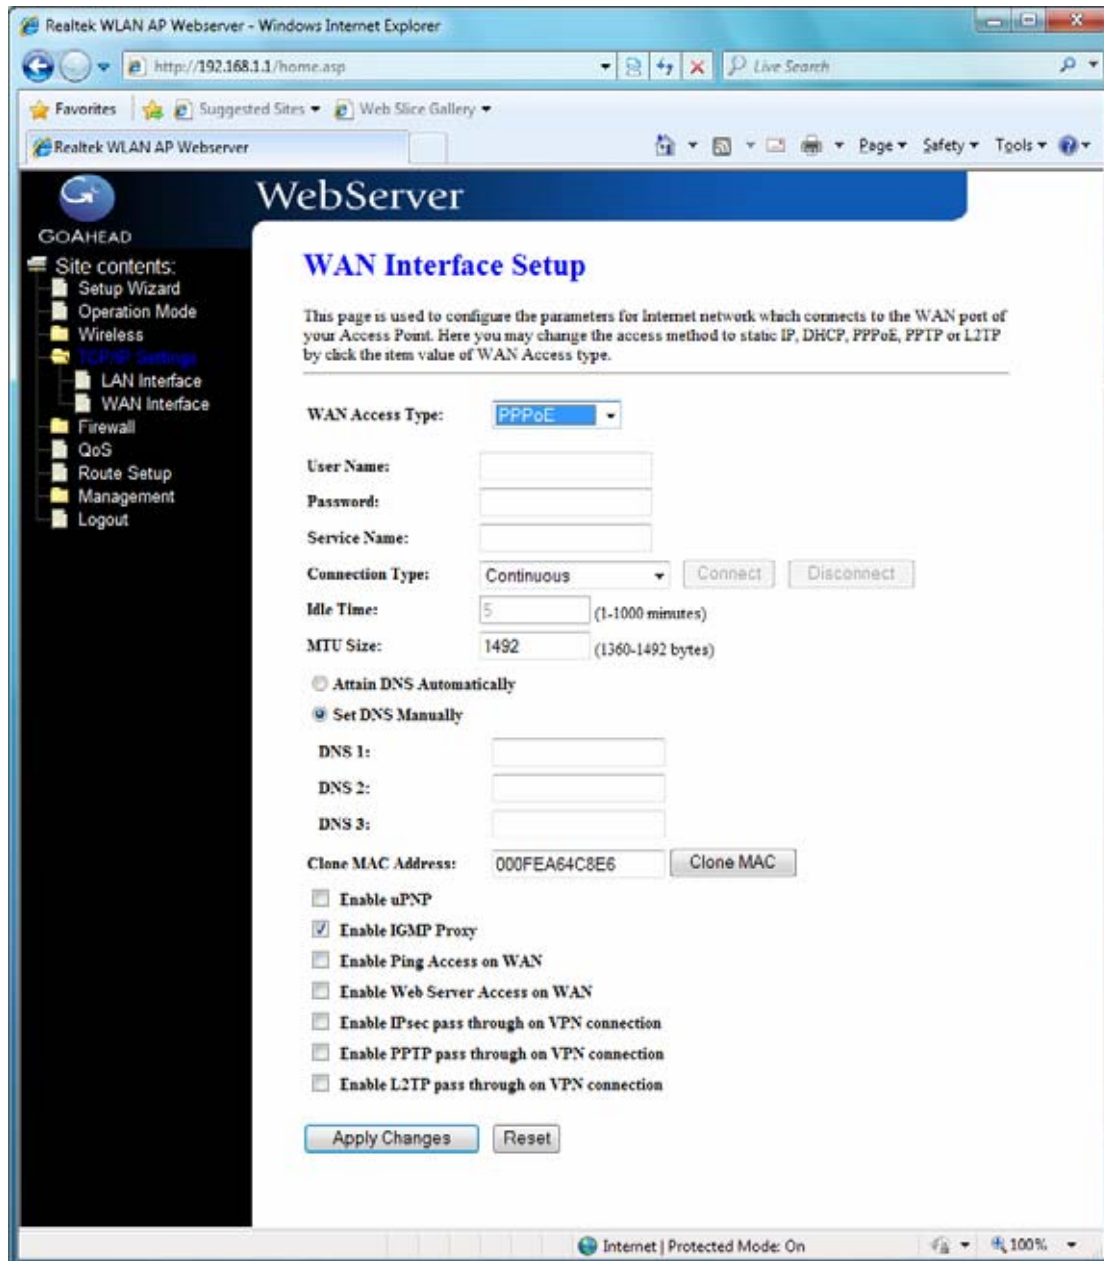 Realtek WLAN AP Webserver - Windows Internet Explorer
http://192.168.1.1/home.asp
Live Search
Favorites
Suggested Sites
Web Slice Gallery
Realtek WLAN AP Webserver
Page
Safety
Tools
GOAHEAD
WebServer
Site contents:
Setup Wizard
Operation Mode
Wireless
TCP/IP Settings
LAN Interface
WAN Interface
Firewall
QoS
Route Setup
Management
Logout
WAN Interface Setup
This page is used to configure the parameters for Internet network which connects to the WAN port of
your Access Point. Here you may change the access method to static IP, DHCP, PPPoE, PPTP or L2TP
by click the item value of WAN Access type.
WAN Access Type: PPPoE
User Name:
Password:
Service Name:
Connection Type: Continuous Connect Disconnect
Idle Time: 5 (1-1000 minutes)
MTU Size: 1492 (1360-1492 bytes)
Attain DNS Automatically
Set DNS Manually
DNS 1:
DNS 2:
DNS 3:
Clone MAC Address: 000FEA64C8E6 Clone MAC
Enable uPNP
Enable IGMP Proxy
Enable Ping Access on WAN
Enable Web Server Access on WAN
Enable IPsec pass through on VPN connection
Enable PPTP pass through on VPN connection
Enable L2TP pass through on VPN connection
Apply Changes Reset
Internet | Protected Mode: On
100%